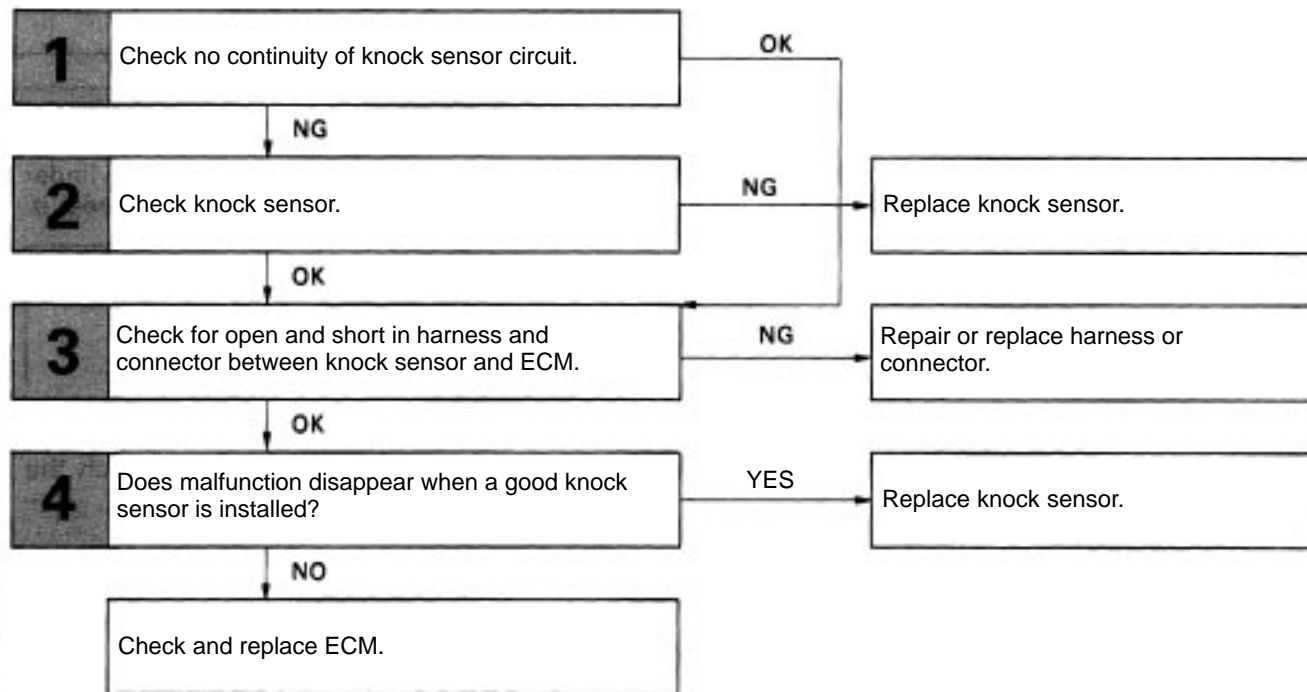 1
Check no continuity of knock sensor circuit.
OK
NG
2
Check knock sensor.
NG
Replace knock sensor.
OK
3
Check for open and short in harness and
connector between knock sensor and ECM.
NG
Repair or replace harness or
connector.
OK
4
Does malfunction disappear when a good knock
sensor is installed?
YES
Replace knock sensor.
NO
Check and replace ECM.